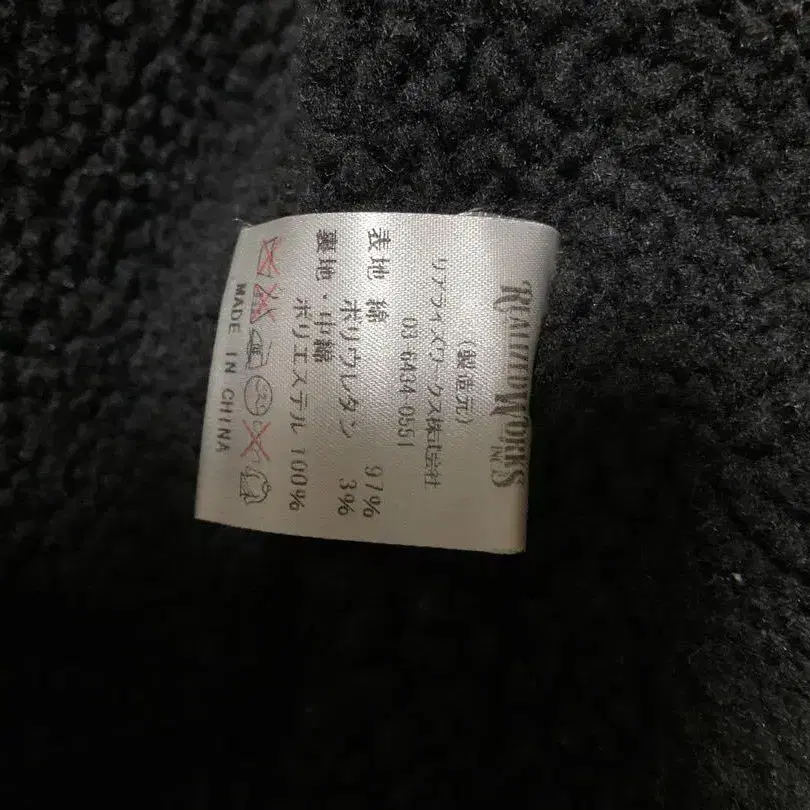 REALIZED WORKS
INC.
(製造元)
リアライズワークス株式会社
03 6434 0551
表地 綿 97%
ポリウレタン 3%
裏地・中綿
ポリエステル 100%
MADE IN CHINA